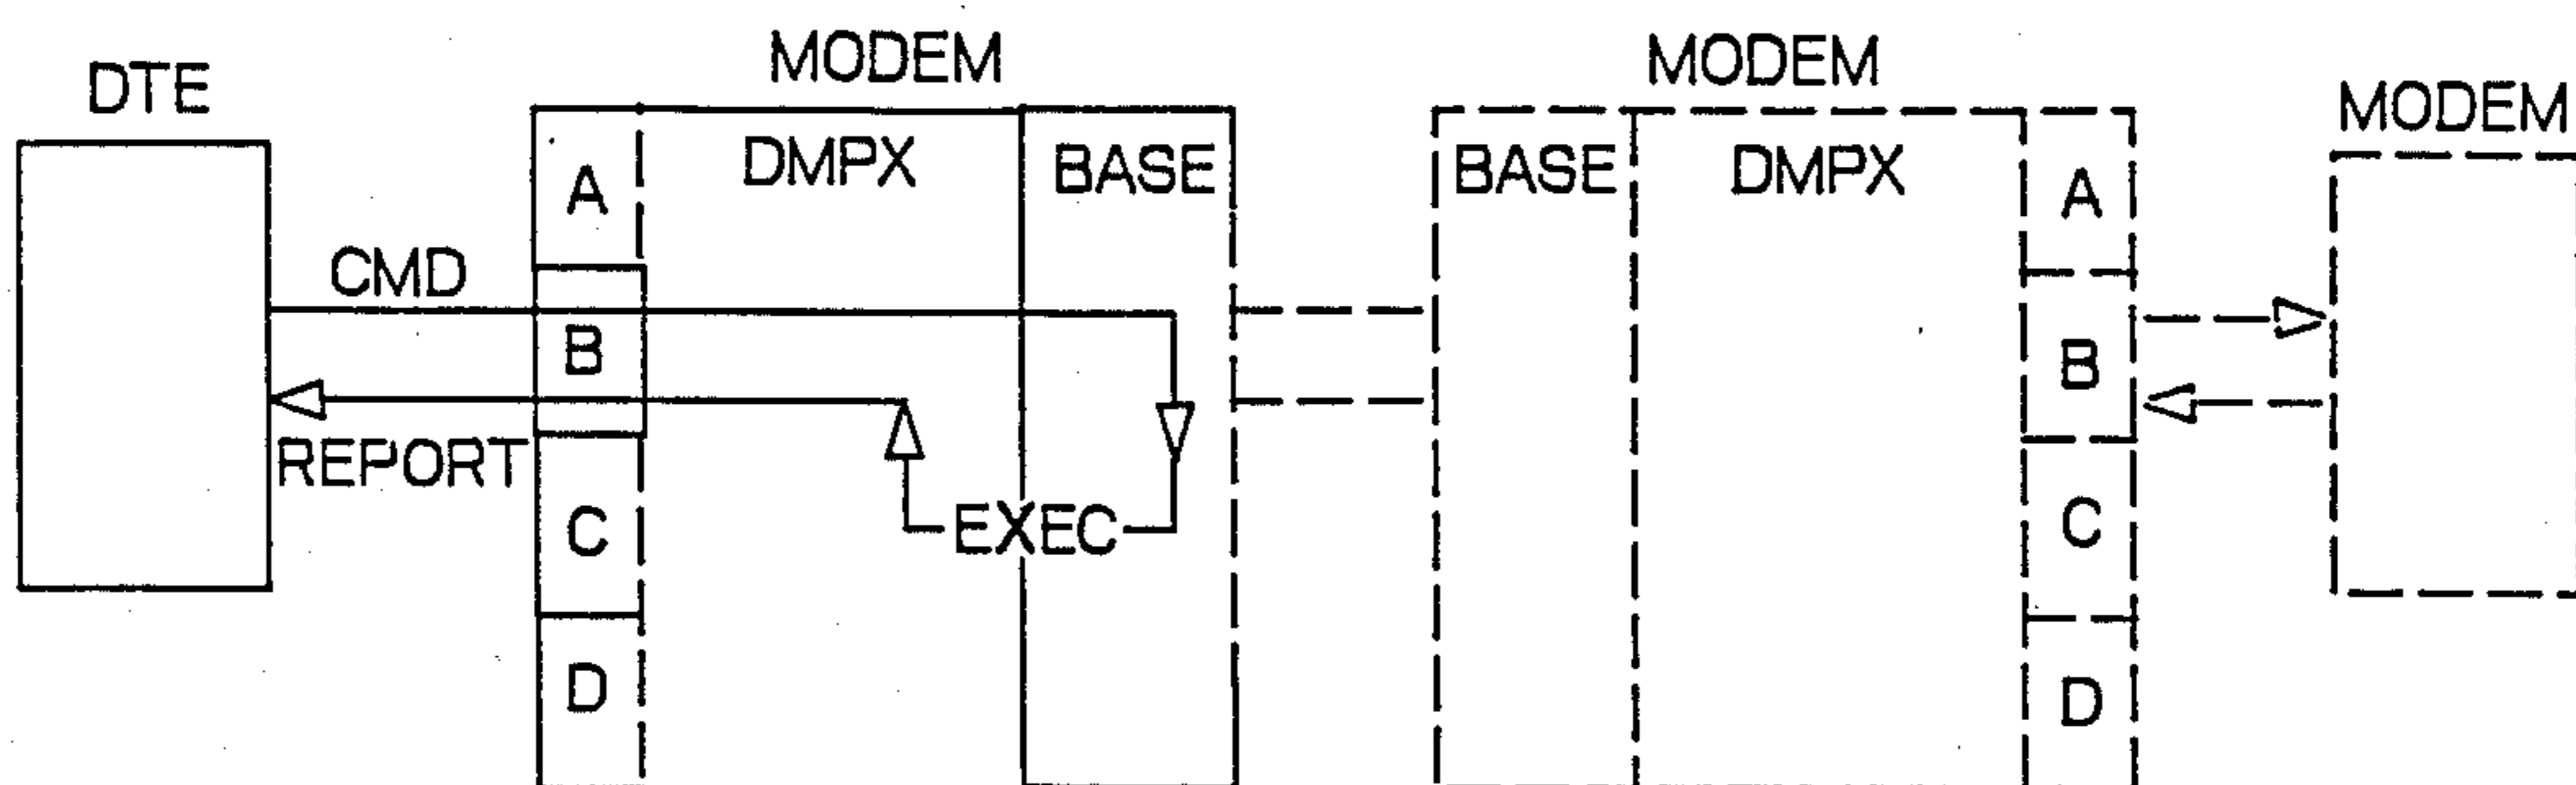 DTE
MODEM
MODEM
MODEM
DMPX
BASE
BASE
DMPX
A
A
CMD
B
B
REPORT
EXEC
C
C
D
D